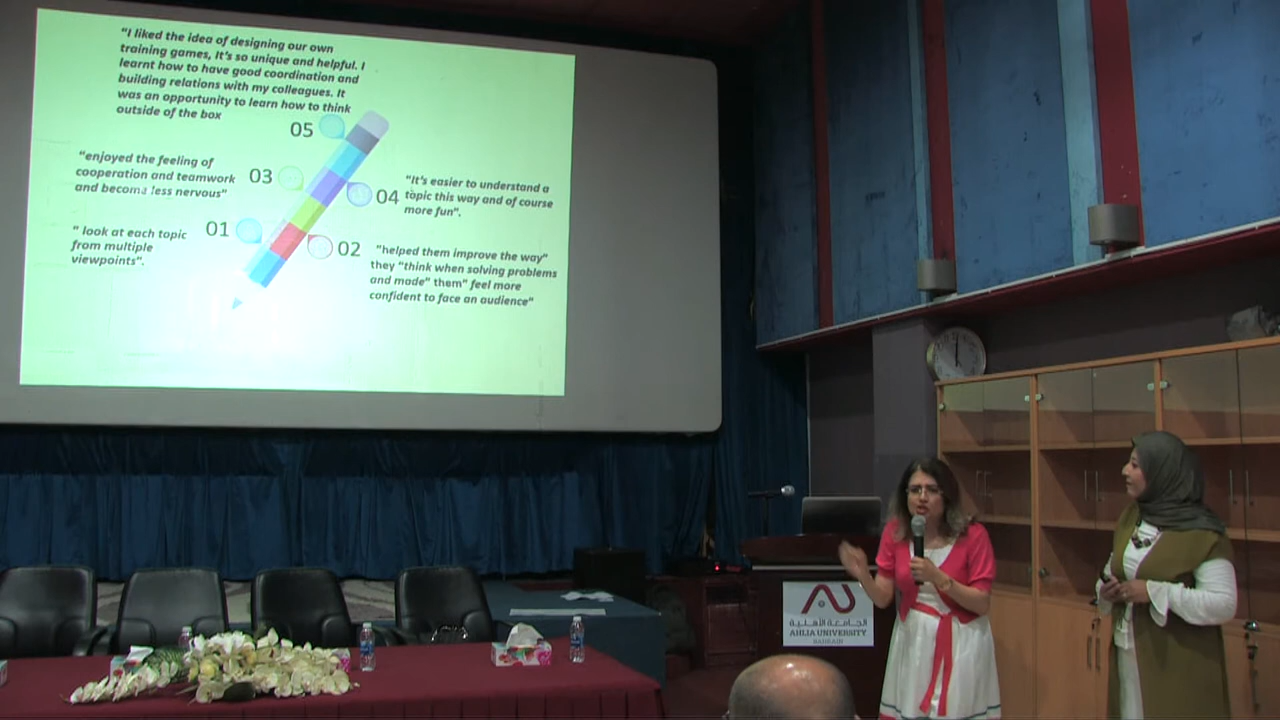 "I liked the idea of designing our own
training games, It's so unique and helpful. I
learnt how to have good coordination and
building relations with my colleagues. It
was an opportunity to learn how to think
outside of the box
05
"enjoyed the feeling of
cooperation and teamwork
and become less nervous"
03
04
"It's easier to understand a
topic this way and of course
more fun".
" look at each topic
from multiple
viewpoints".
01
02
"helped them improve the way"
they "think when solving problems
and made" them" feel more
confident to face an audience"
الجامعة الأهلية
AHLIA UNIVERSITY
BAHRAIN